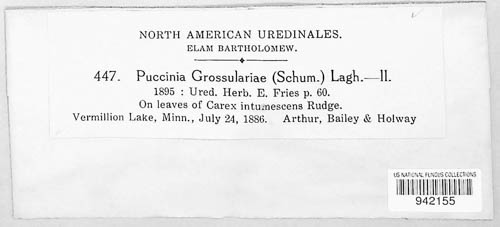 NORTH AMERICAN UREDINALES.
ELAM BARTHOLOMEW.
447. Puccinia Grossulariae (Schum.) Lagh.—II.
1895 : Ured. Herb. E. Fries p. 60.
On leaves of Carex intumescens Rudge.
Vermillion Lake, Minn., July 24, 1886. Arthur, Bailey & Holway
US NATIONAL FUNGUS COLLECTIONS
942155